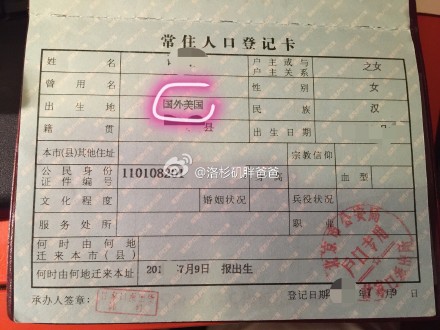 常住人口登记卡
姓名 户主或与户主关系 之女
曾用名 性别 女
出生地 国外美国 民族 汉
籍贯 县 出生日期
本市(县)其他住址 宗教信仰
公民身份证件编号 110108201 身高 血型
文化程度 婚姻状况 兵役状况
服务处所 职业
何时由何地迁来本市(县)
何时由何地迁来本址 201 7月9日 报出生
承办人签章: 登记日期: 年 月 9日
@洛杉矶胖爸爸
户口专用